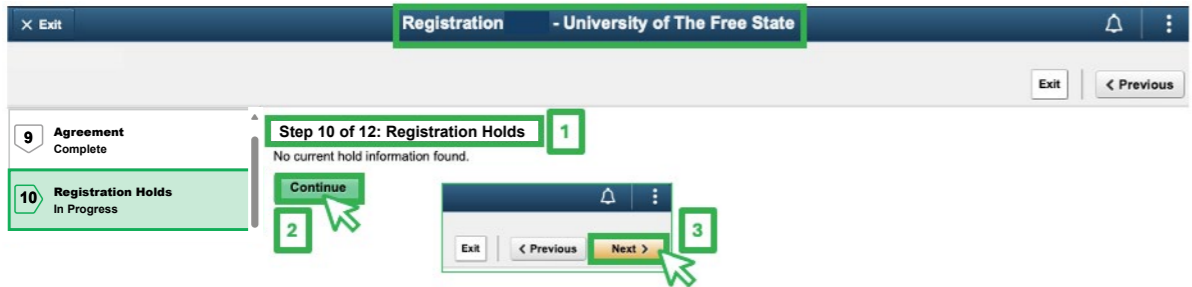 Exit
Registration - University of The Free State
Exit
Previous
9 Agreement
Complete
10 Registration Holds
In Progress
Step 10 of 12: Registration Holds
1
No current hold information found.
Continue
2
Exit
Previous
Next
3